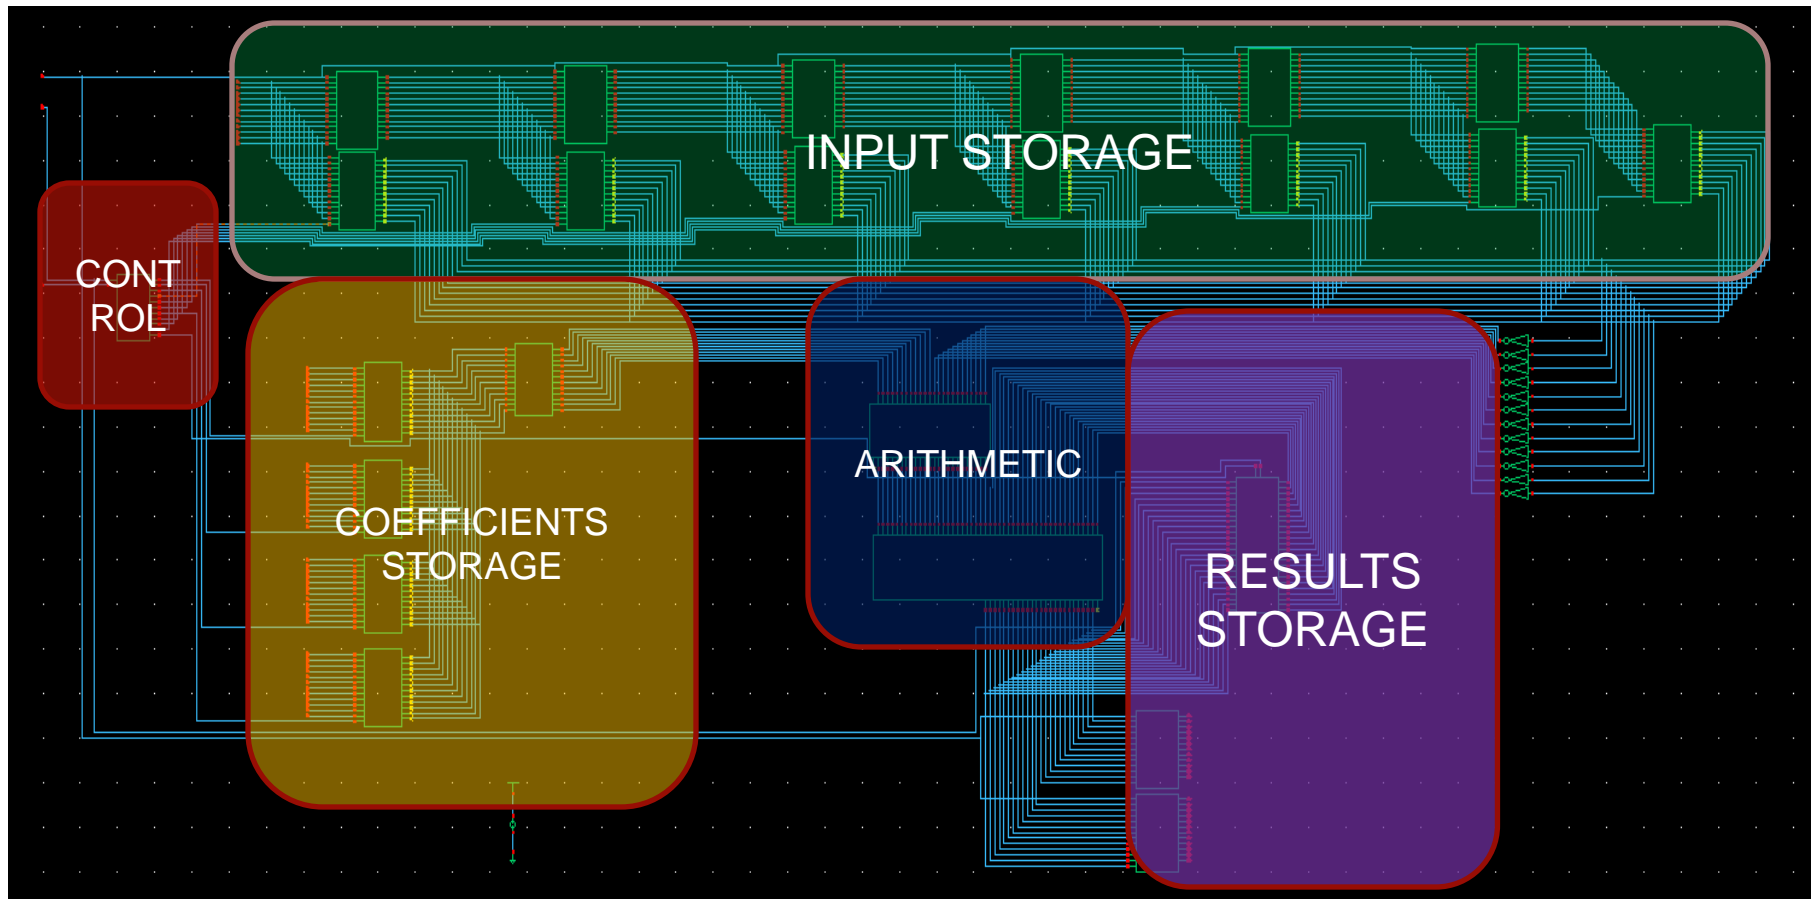 INPUT STORAGE
CONT
ROL
COEFFICIENTS
STORAGE
ARITHMETIC
RESULTS
STORAGE